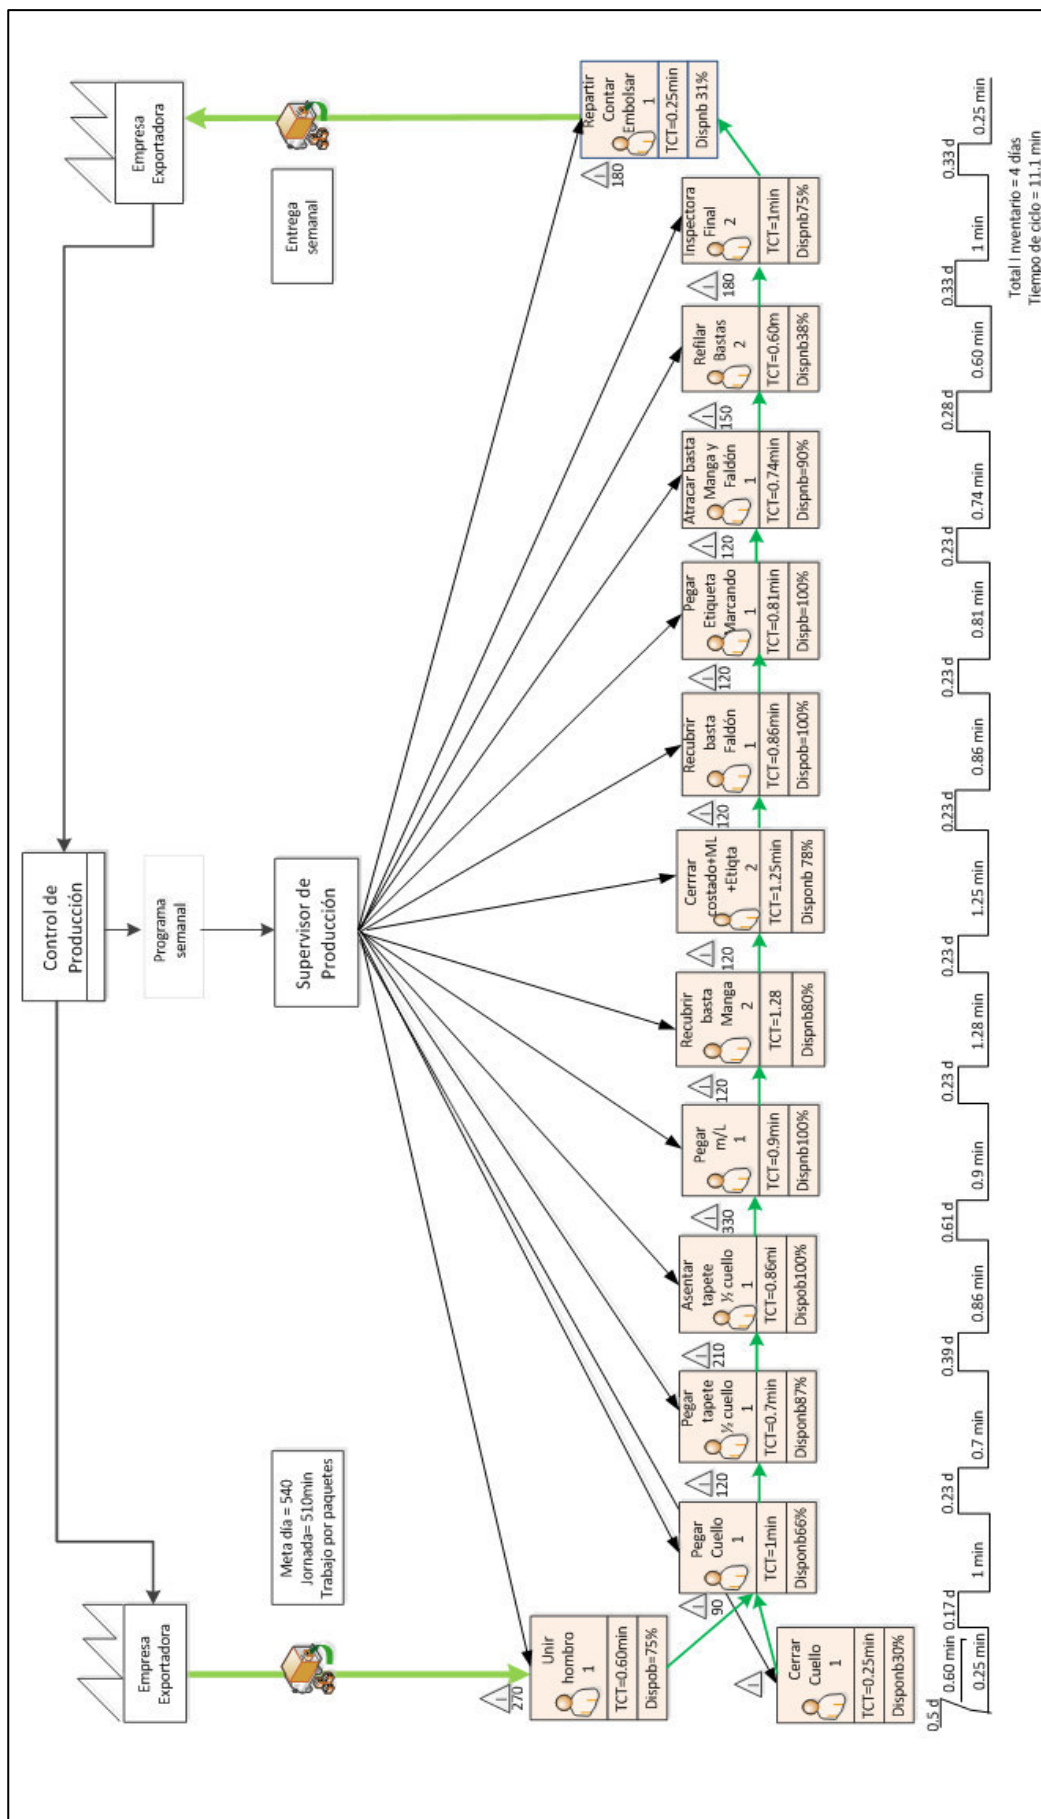 Empresa
Exportadora
Control de
Producción
Empresa
Exportadora
Programa
semanal
Meta día = 540
Jornada= 510min
Trabajo por paquetes
Supervisor de
Producción
Entrega
semanal
270
Unir
hombro
1
TCT=0.60min
Dispob=75%
Cerrar
Cuello
1
TCT=0.25min
Disponb30%
90
Pegar
Cuello
1
TCT=1min
Disponb66%
120
Pegar
tapete
½ cuello
1
TCT=0.7min
Disponb87%
210
Asentar
tapete
½ cuello
1
TCT=0.86mi
Dispob100%
330
Pegar
m/L
1
TCT=0.9min
Dispnb100%
120
Recubrir
basta
Manga
2
TCT=1.28
Dispnb80%
120
Cerrrar
costado+ML
+Etiqta
2
TCT=1.25min
Disponb 78%
120
Recubrir
basta
Faldón
1
TCT=0.86min
Dispob=100%
120
Pegar
Etiqueta
Marcando
1
TCT=0.81min
Dispb=100%
120
Atracar basta
Manga y
Faldón
1
TCT=0.74min
Dispnb=90%
150
Refilar
Bastas
2
TCT=0.60m
Dispnb38%
180
Inspectora
Final
2
TCT=1min
Dispnb75%
180
Repartir
Contar
Embolsar
1
TCT=0.25min
Dispnb 31%
0.5 d
0.60 min
0.25 min
0.17 d
1 min
0.23 d
0.7 min
0.39 d
0.86 min
0.61 d
0.9 min
0.23 d
1.28 min
0.23 d
1.25 min
0.23 d
0.86 min
0.23 d
0.81 min
0.23 d
0.74 min
0.28 d
0.60 min
0.33 d
1 min
0.33 d
0.25 min
Total I nventario = 4 días
Tiempo de ciclo = 11.1 min